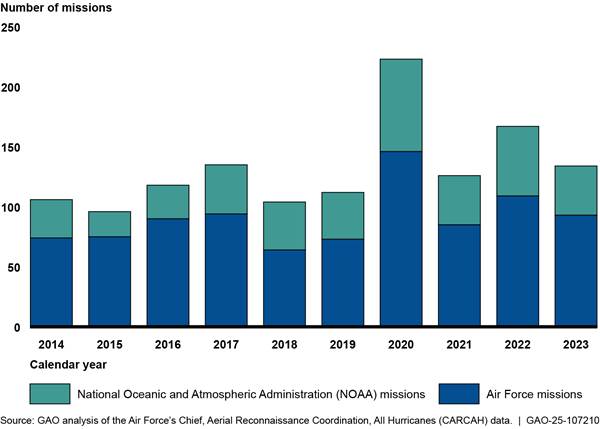 Number of missions
250
200
150
100
50
0
2014 2015 2016 2017 2018 2019 2020 2021 2022 2023
Calendar year
National Oceanic and Atmospheric Administration (NOAA) missions Air Force missions
Source: GAO analysis of the Air Force's Chief, Aerial Reconnaissance Coordination, All Hurricanes (CARCAH) data. | GAO-25-107210